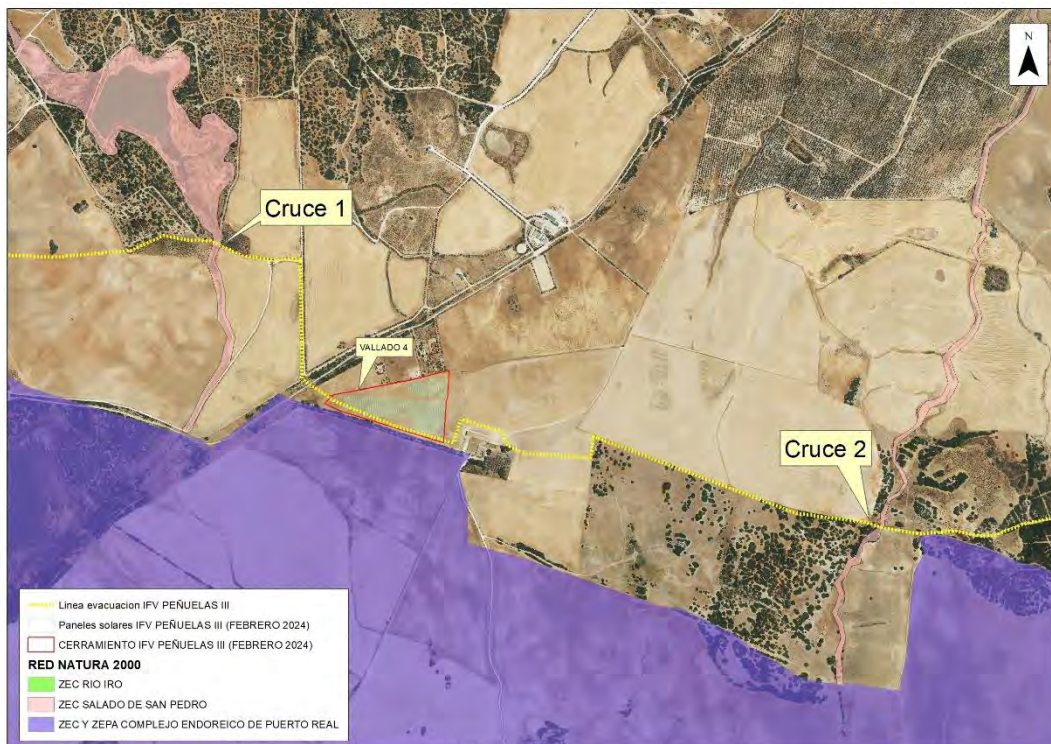 N
Cruce 1
VALLADO 4
Cruce 2
Linea evacuacion IFV PEÑUELAS III
Paneles solares IFV PEÑUELAS III (FEBRERO 2024)
CERRAMIENTO IFV PEÑUELAS III (FEBRERO 2024)
RED NATURA 2000
ZEC RIO IRO
ZEC SALADO DE SAN PEDRO
ZEC Y ZEPA COMPLEJO ENDOREICO DE PUERTO REAL